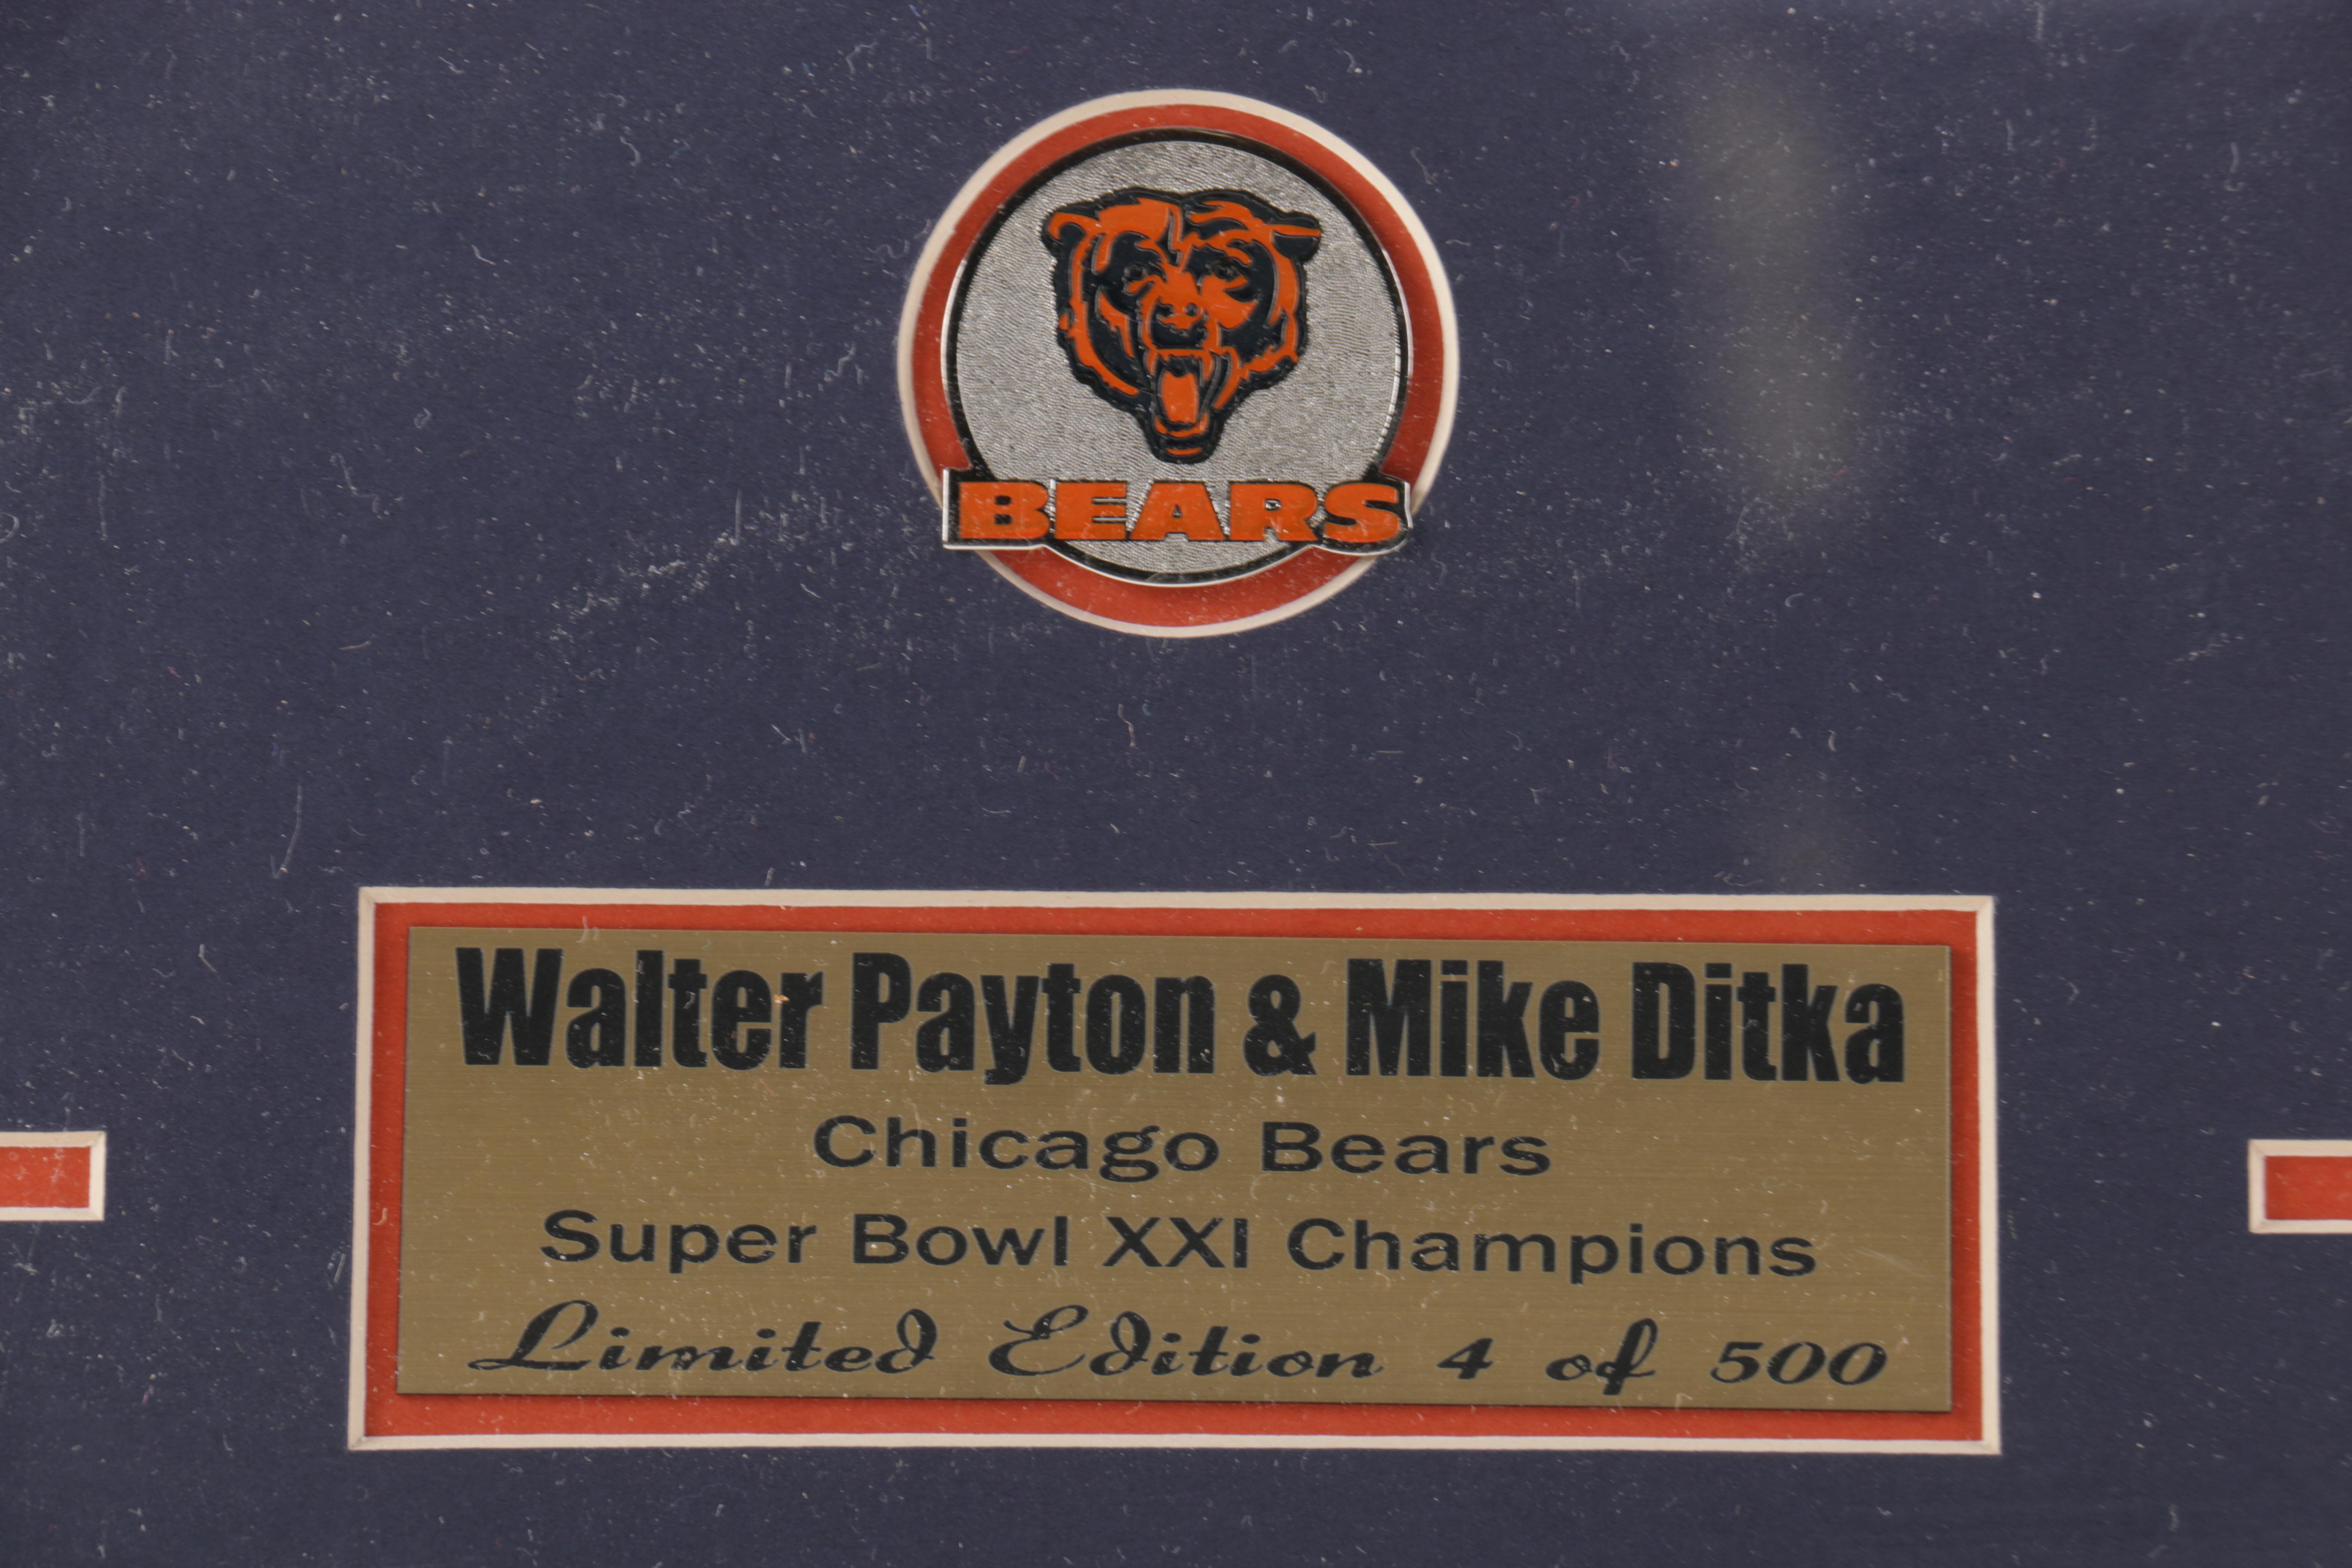 BEARS
Walter Payton & Mike Ditka
Chicago Bears
Super Bowl XXI Champions
Limited Edition 4 of 500